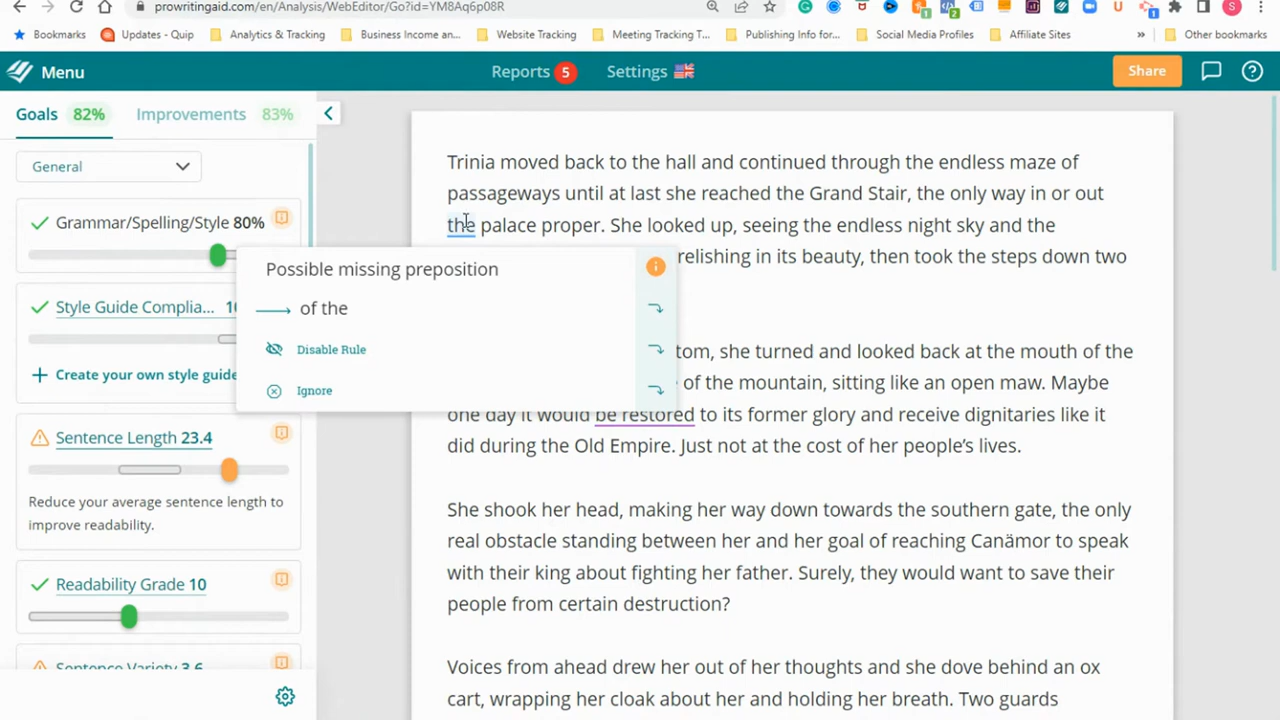 prowritingaid.com/en/Analysis/WebEditor/Go?id=YM8Aq6p08R
Bookmarks
Updates - Quip
Analytics & Tracking
Business Income an...
Website Tracking
Meeting Tracking T...
Publishing Info for...
Social Media Profiles
Affiliate Sites
»
Other bookmarks
Menu
Reports 5
Settings
Share
Goals 82%
Improvements 83%
General
Grammar/Spelling/Style 80%
Style Guide Complia...
Create your own style guide
Sentence Length 23.4
Reduce your average sentence length to
improve readability.
Readability Grade 10
Sentence Variety 3.6
Possible missing preposition
of the
Disable Rule
Ignore
Trinia moved back to the hall and continued through the endless maze of
passageways until at last she reached the Grand Stair, the only way in or out
the palace proper. She looked up, seeing the endless night sky and the
relishing in its beauty, then took the steps down two
tom, she turned and looked back at the mouth of the
of the mountain, sitting like an open maw. Maybe
one day it would be restored to its former glory and receive dignitaries like it
did during the Old Empire. Just not at the cost of her people's lives.
She shook her head, making her way down towards the southern gate, the only
real obstacle standing between her and her goal of reaching Canämor to speak
with their king about fighting her father. Surely, they would want to save their
people from certain destruction?
Voices from ahead drew her out of her thoughts and she dove behind an ox
cart, wrapping her cloak about her and holding her breath. Two guards